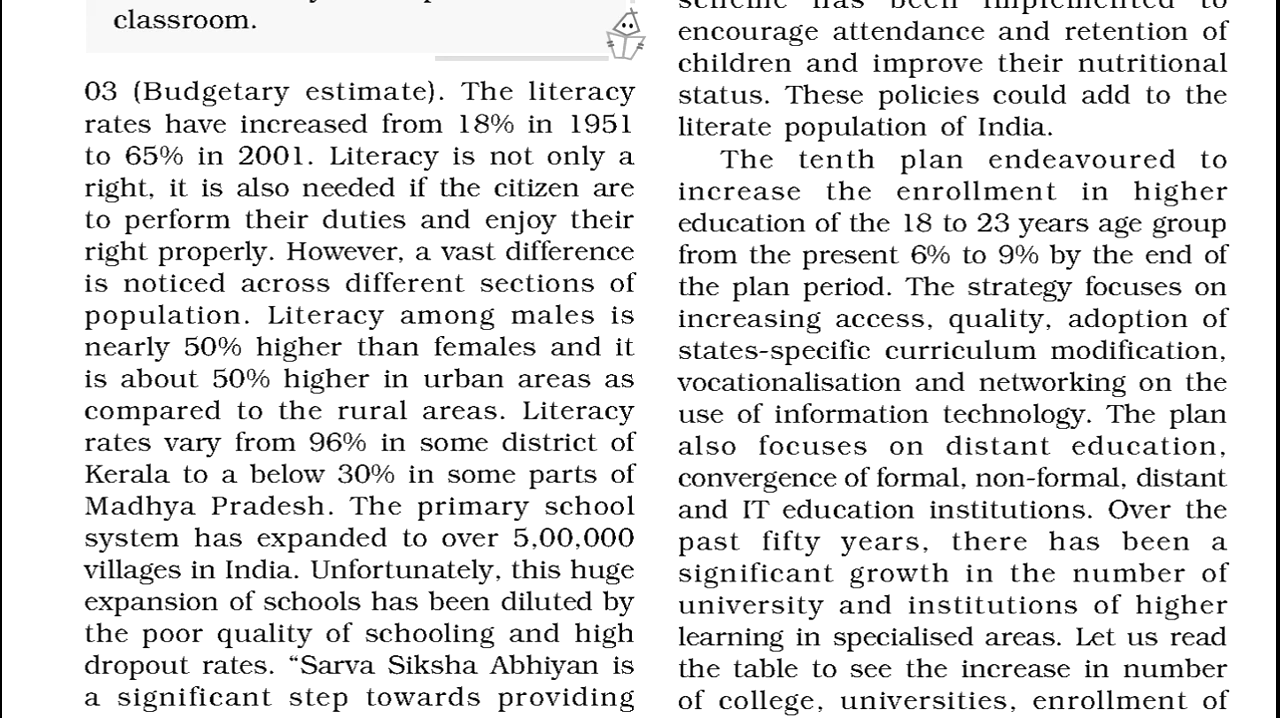 classroom.
03 (Budgetary estimate). The literacy
rates have increased from 18% in 1951
to 65% in 2001. Literacy is not only a
right, it is also needed if the citizen are
to perform their duties and enjoy their
right properly. However, a vast difference
is noticed across different sections of
population. Literacy among males is
nearly 50% higher than females and it
is about 50% higher in urban areas as
compared to the rural areas. Literacy
rates vary from 96% in some district of
Kerala to a below 30% in some parts of
Madhya Pradesh. The primary school
system has expanded to over 5,00,000
villages in India. Unfortunately, this huge
expansion of schools has been diluted by
the poor quality of schooling and high
dropout rates. “Sarva Siksha Abhiyan is
a significant step towards providing
scheme has been implemented to
encourage attendance and retention of
children and improve their nutritional
status. These policies could add to the
literate population of India.
The tenth plan endeavoured to
increase the enrollment in higher
education of the 18 to 23 years age group
from the present 6% to 9% by the end of
the plan period. The strategy focuses on
increasing access, quality, adoption of
states-specific curriculum modification,
vocationalisation and networking on the
use of information technology. The plan
also focuses on distant education,
convergence of formal, non-formal, distant
and IT education institutions. Over the
past fifty years, there has been a
significant growth in the number of
university and institutions of higher
learning in specialised areas. Let us read
the table to see the increase in number
of college, universities, enrollment of